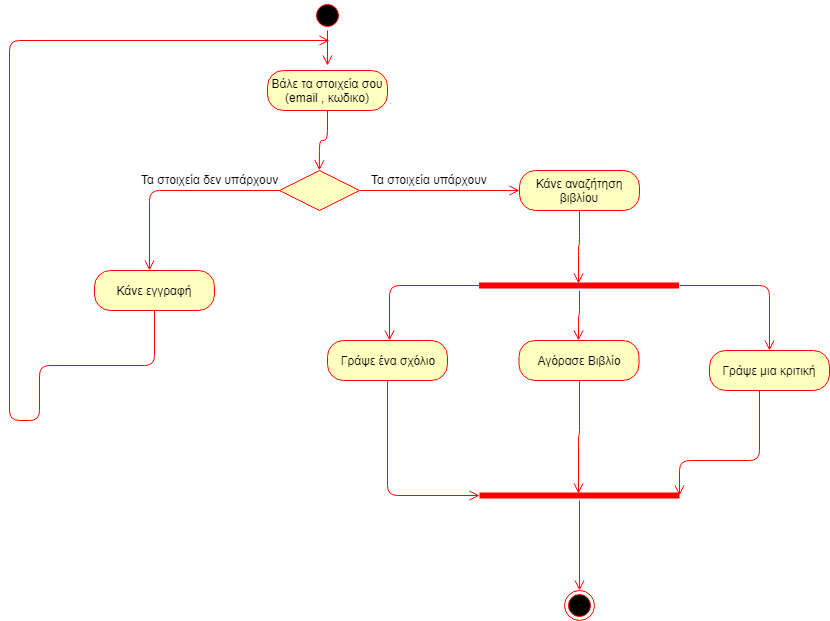 Βάλε τα στοιχεία σου
(email , κωδικο)
Τα στοιχεία δεν υπάρχουν
Τα στοιχεία υπάρχουν
Κάνε αναζήτηση
βιβλίου
Κάνε εγγραφή
Γράψε ένα σχόλιο
Αγόρασε Βιβλίο
Γράψε μια κριτική